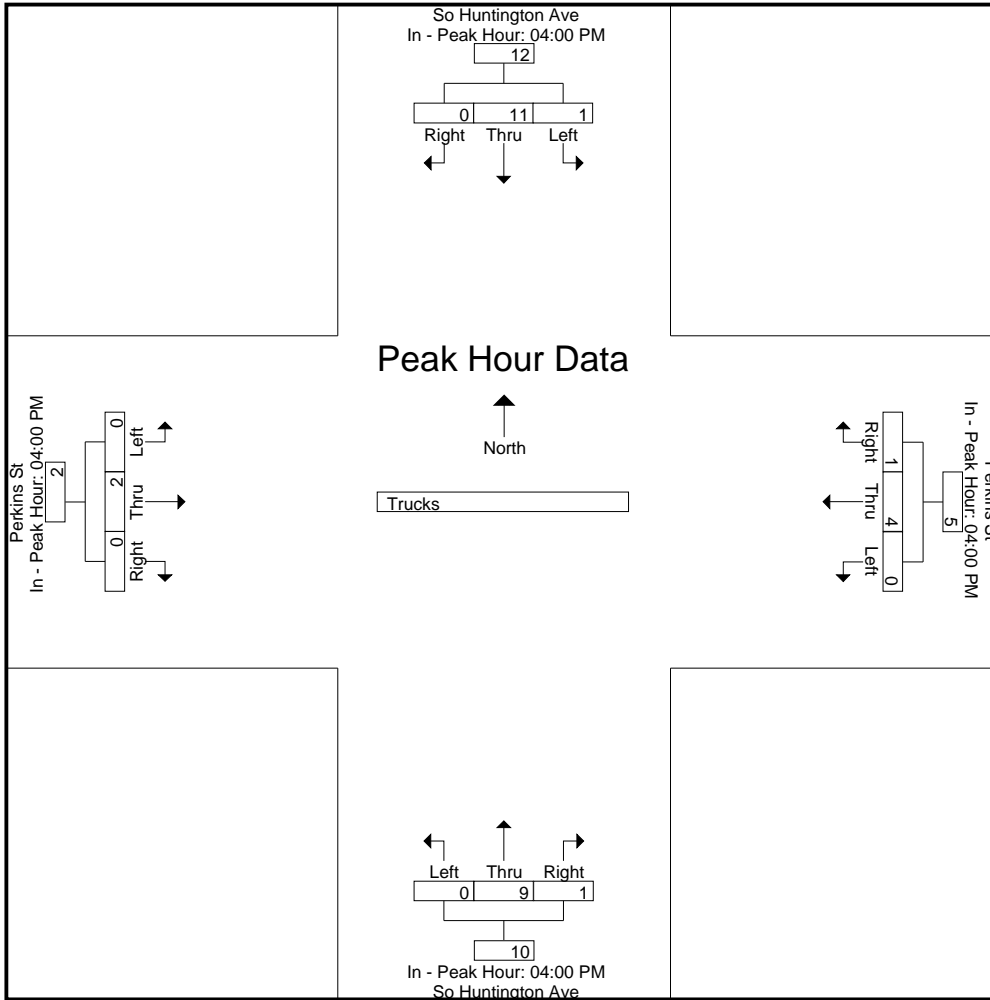 So Huntington Ave
In - Peak Hour: 04:00 PM
12
0 11 1
Right Thru Left
Peak Hour Data
North
Trucks
Perkins St
In - Peak Hour: 04:00 PM
2
0 2 0
Left Thru Right
Perkins St
In - Peak Hour: 04:00 PM
5
1 4 0
Right Thru Left
Left Thru Right
0 9 1
10
In - Peak Hour: 04:00 PM
So Huntington Ave